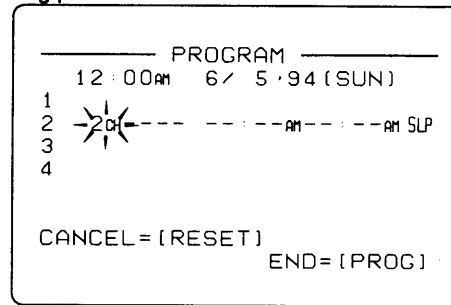 PROGRAM
12:00AM 6/ 5'94(SUN)
1
2 2CH--- -- --:--AM--:--AM SLP
3
4
CANCEL=[RESET]
END=[PROG]